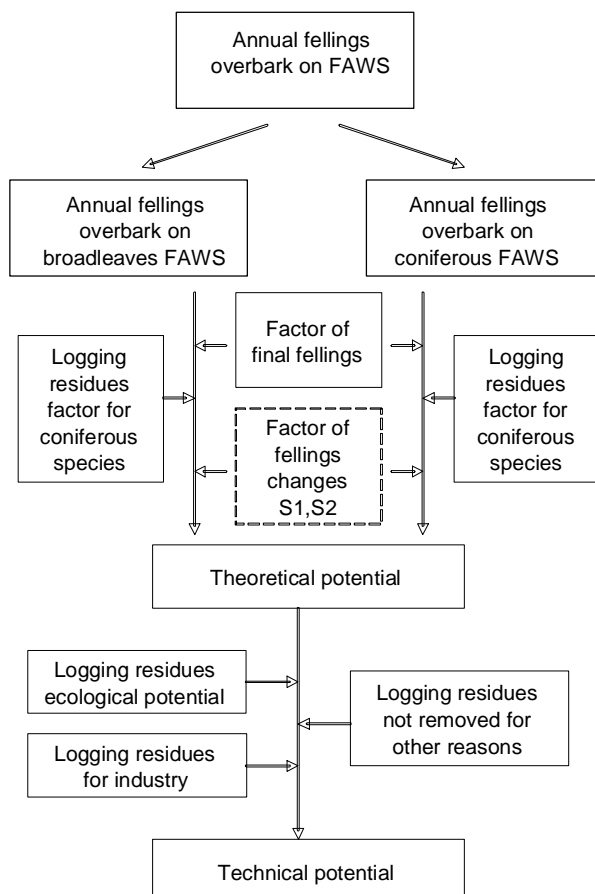 Annual fellings
overbark on FAWS
Annual fellings
overbark on
broadleaves FAWS
Annual fellings
overbark on
coniferous FAWS
Factor of
final fellings
Logging
residues
factor for
coniferous
species
Logging
residues
factor for
coniferous
species
Factor of
fellings
changes
S1,S2
Theoretical potential
Logging residues
ecological potential
Logging residues
not removed for
other reasons
Logging residues
for industry
Technical potential